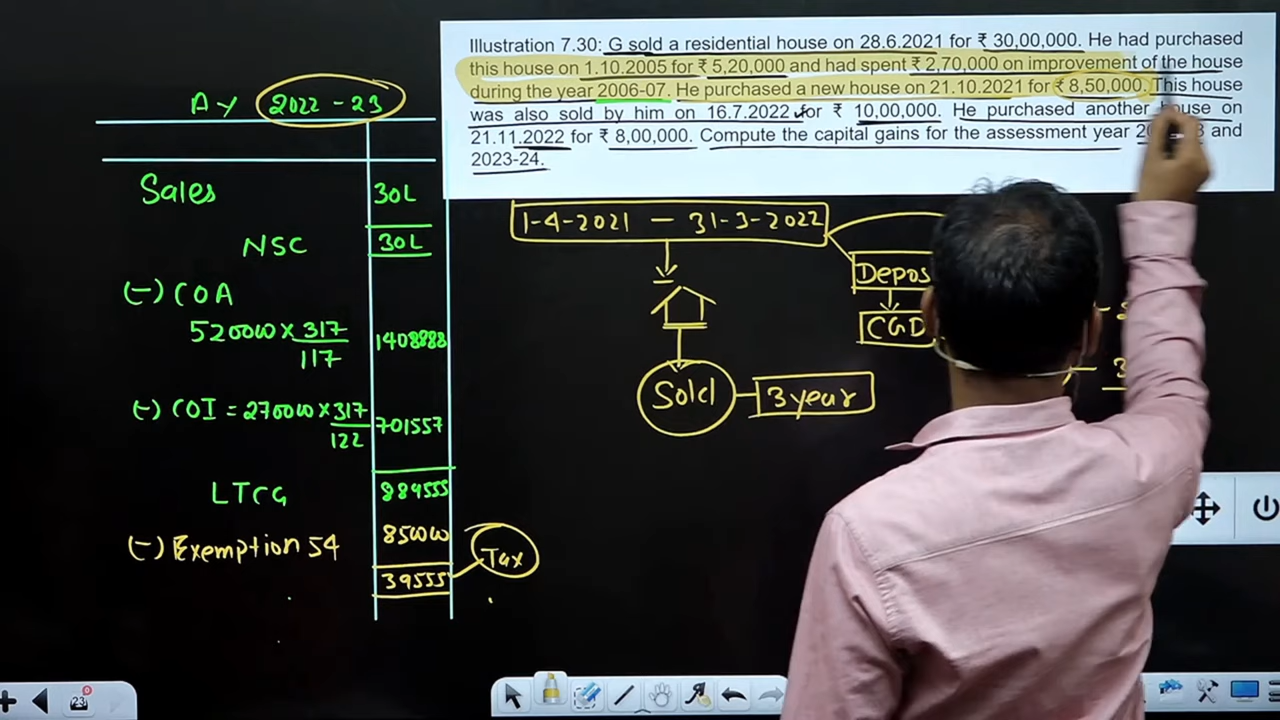 Illustration 7.30: G sold a residential house on 28.6.2021 for ₹ 30,00,000. He had purchased
this house on 1.10.2005 for ₹ 5,20,000 and had spent ₹ 2,70,000 on improvement of the house
during the year 2006-07. He purchased a new house on 21.10.2021 for ₹ 8,50,000. This house
was also sold by him on 16.7.2022 for ₹ 10,00,000. He purchased another house on
21.11.2022 for ₹ 8,00,000. Compute the capital gains for the assessment year and
2023-24.
AY 2022-23
Sales 30L
NSC 30L
(-) COA
520000 × 317/117 1408888
(-) COI = 270000 × 317/122 701557
LTCG 889555
(-) Exemption 54 850000
39555 Tax
1-4-2021 — 31-3-2022
Depos
CGD
Sold 3 year
23